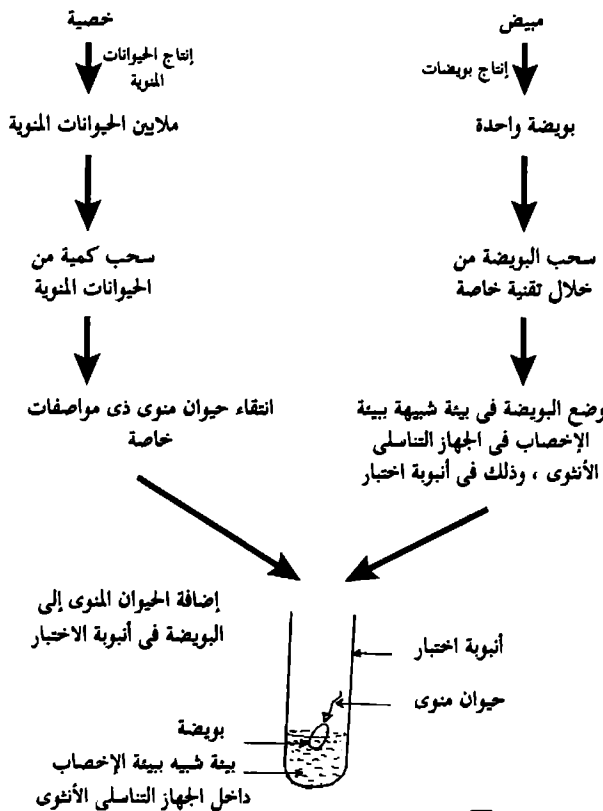 مبيض
خصية
إنتاج بويضات
إنتاج الحيوانات
المنوية
بويضة واحدة
ملايين الحيوانات المنوية
سحب البويضة من
خلال تقنية خاصة
سحب كمية من
الحيوانات المنوية
وضع البويضة فى بيئة شبيهة ببيئة
الإخصاب فى الجهاز التناسلى
الأنثوى ، وذلك فى أنبوبة اختبار
انتقاء حيوان منوى ذى مواصفات
خاصة
إضافة الحيوان المنوى إلى
البويضة فى أنبوبة الاختبار
أنبوبة اختبار
حيوان منوى
بويضة
بيئة شبيه ببيئة الإخصاب
داخل الجهاز التناسلى الأنثوى